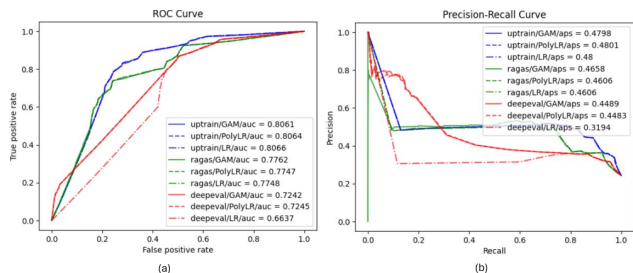 ROC Curve
1.0
0.8
0.6
0.4
0.2
0.0
True positive rate
uptrain/GAM/auc = 0.8061
uptrain/PolyLR/auc = 0.8064
uptrain/LR/auc = 0.8066
ragas/GAM/auc = 0.7762
ragas/PolyLR/auc = 0.7747
ragas/LR/auc = 0.7748
deepeval/GAM/auc = 0.7242
deepeval/PolyLR/auc = 0.7245
deepeval/LR/auc = 0.6637
0.0 0.2 0.4 0.6 0.8 1.0
False positive rate
(a)
Precision-Recall Curve
1.0
0.8
0.6
0.4
0.2
0.0
Precision
uptrain/GAM/aps = 0.4798
uptrain/PolyLR/aps = 0.4801
uptrain/LR/aps = 0.48
ragas/GAM/aps = 0.4658
ragas/PolyLR/aps = 0.4606
ragas/LR/aps = 0.4606
deepeval/GAM/aps = 0.4489
deepeval/PolyLR/aps = 0.4483
deepeval/LR/aps = 0.3194
0.0 0.2 0.4 0.6 0.8 1.0
Recall
(b)